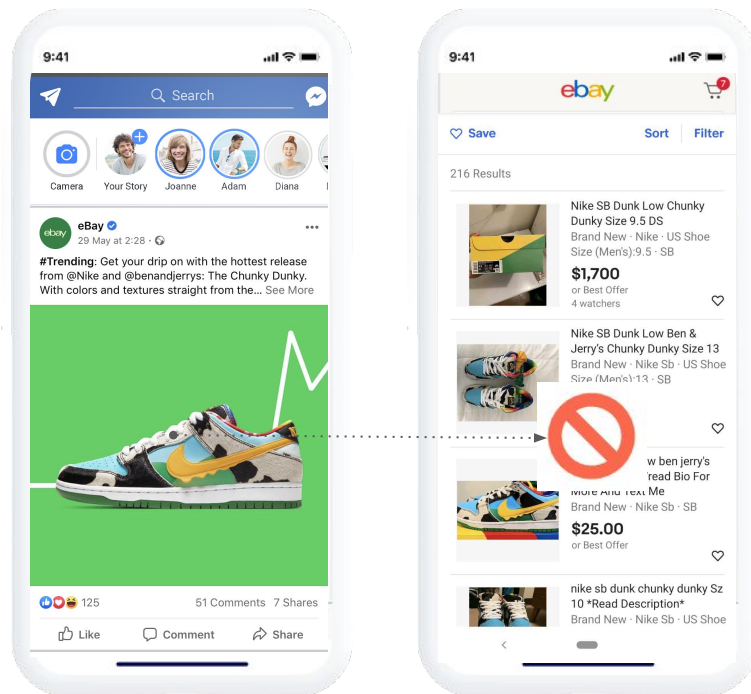 9:41
Search
Camera
Your Story
Joanne
Adam
Diana
ebay
eBay
29 May at 2:28 ·
•••
#Trending: Get your drip on with the hottest release
from @Nike and @benandjerrys: The Chunky Dunky.
With colors and textures straight from the... See More
125
51 Comments 7 Shares
Like
Comment
Share
9:41
ebay
7
Save
Sort
Filter
216 Results
Nike SB Dunk Low Chunky
Dunky Size 9.5 DS
Brand New · Nike · US Shoe
Size (Men's):9.5 · SB
$1,700
or Best Offer
4 watchers
Nike SB Dunk Low Ben &
Jerry's Chunky Dunky Size 13
Brand New · Nike Sb · US Shoe
Size (Men's):13 · SB
w ben jerry's
read Bio For
More And Text Me
Brand New · Nike Sb · SB
$25.00
or Best Offer
nike sb dunk chunky dunky Sz
10 *Read Description*
Brand New · Nike Sb · US Shoe